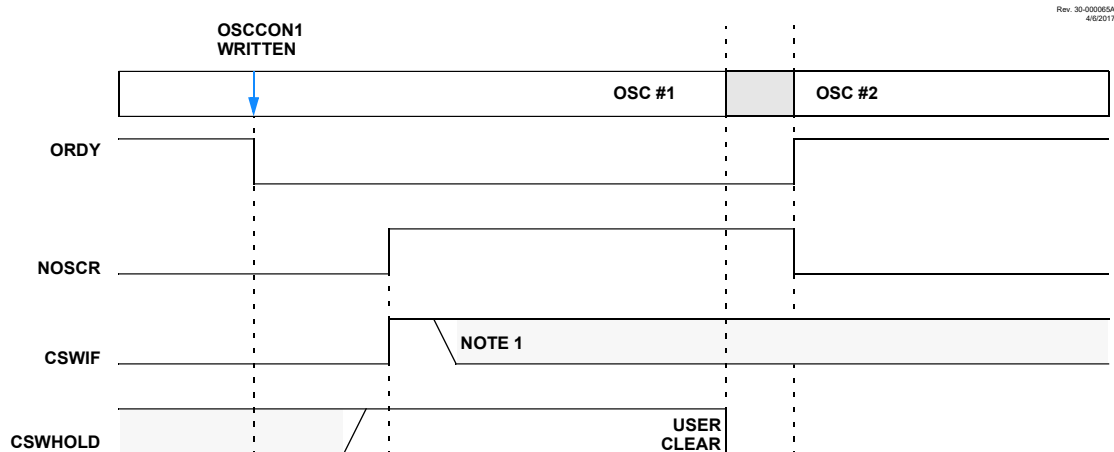 Rev. 30-000065A
4/6/2017
OSCCON1
WRITTEN
OSC #1
OSC #2
ORDY
NOSCR
CSWIF
NOTE 1
CSWHOLD
USER
CLEAR